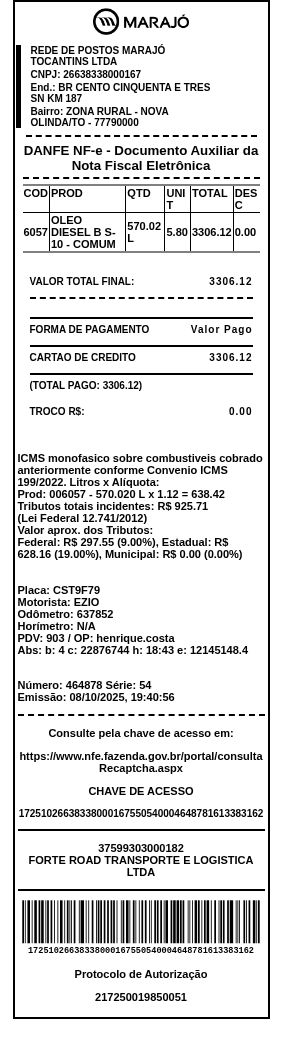 MARAJÓ
REDE DE POSTOS MARAJÓ
TOCANTINS LTDA
CNPJ: 26638338000167
End.: BR CENTO CINQUENTA E TRES
SN KM 187
Bairro: ZONA RURAL - NOVA
OLINDA/TO - 77790000
DANFE NF-e - Documento Auxiliar da
Nota Fiscal Eletrônica
COD PROD QTD UNI TOTAL DES
T C
OLEO
6057 DIESEL B S- 570.02 5.80 3306.12 0.00
10 - COMUM L
VALOR TOTAL FINAL: 3306.12
FORMA DE PAGAMENTO Valor Pago
CARTAO DE CREDITO 3306.12
(TOTAL PAGO: 3306.12)
TROCO R$: 0.00
ICMS monofasico sobre combustiveis cobrado
anteriormente conforme Convenio ICMS
199/2022. Litros x Alíquota:
Prod: 006057 - 570.020 L x 1.12 = 638.42
Tributos totais incidentes: R$ 925.71
(Lei Federal 12.741/2012)
Valor aprox. dos Tributos:
Federal: R$ 297.55 (9.00%), Estadual: R$
628.16 (19.00%), Municipal: R$ 0.00 (0.00%)
Placa: CST9F79
Motorista: EZIO
Odômetro: 637852
Horímetro: N/A
PDV: 903 / OP: henrique.costa
Abs: b: 4 c: 22876744 h: 18:43 e: 12145148.4
Número: 464878 Série: 54
Emissão: 08/10/2025, 19:40:56
Consulte pela chave de acesso em:
https://www.nfe.fazenda.gov.br/portal/consulta
Recaptcha.aspx
CHAVE DE ACESSO
17251026638338000167550540004648781613383162
37599303000182
FORTE ROAD TRANSPORTE E LOGISTICA
LTDA
17251026638338000167550540004648781613383162
Protocolo de Autorização
217250019850051